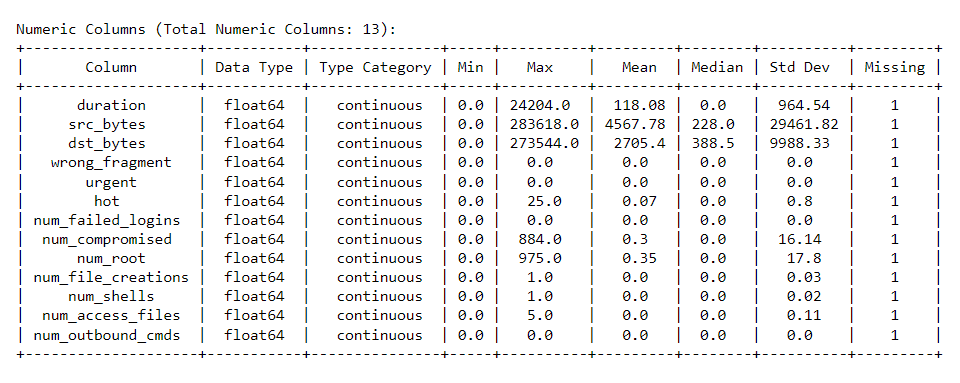 Numeric Columns (Total Numeric Columns: 13):
+--------------------+-----------+---------------+-----+----------+---------+--------+----------+---------+
| Column | Data Type | Type Category | Min | Max | Mean | Median | Std Dev | Missing |
+--------------------+-----------+---------------+-----+----------+---------+--------+----------+---------+
| duration | float64 | continuous | 0.0 | 24204.0 | 118.08 | 0.0 | 964.54 | 1 |
| src_bytes | float64 | continuous | 0.0 | 283618.0 | 4567.78 | 228.0 | 29461.82 | 1 |
| dst_bytes | float64 | continuous | 0.0 | 273544.0 | 2705.4 | 388.5 | 9988.33 | 1 |
| wrong_fragment | float64 | continuous | 0.0 | 0.0 | 0.0 | 0.0 | 0.0 | 1 |
| urgent | float64 | continuous | 0.0 | 0.0 | 0.0 | 0.0 | 0.0 | 1 |
| hot | float64 | continuous | 0.0 | 25.0 | 0.07 | 0.0 | 0.8 | 1 |
| num_failed_logins | float64 | continuous | 0.0 | 0.0 | 0.0 | 0.0 | 0.0 | 1 |
| num_compromised | float64 | continuous | 0.0 | 884.0 | 0.3 | 0.0 | 16.14 | 1 |
| num_root | float64 | continuous | 0.0 | 975.0 | 0.35 | 0.0 | 17.8 | 1 |
| num_file_creations | float64 | continuous | 0.0 | 1.0 | 0.0 | 0.0 | 0.03 | 1 |
| num_shells | float64 | continuous | 0.0 | 1.0 | 0.0 | 0.0 | 0.02 | 1 |
| num_access_files | float64 | continuous | 0.0 | 5.0 | 0.0 | 0.0 | 0.11 | 1 |
| num_outbound_cmds | float64 | continuous | 0.0 | 0.0 | 0.0 | 0.0 | 0.0 | 1 |
+--------------------+-----------+---------------+-----+----------+---------+--------+----------+---------+